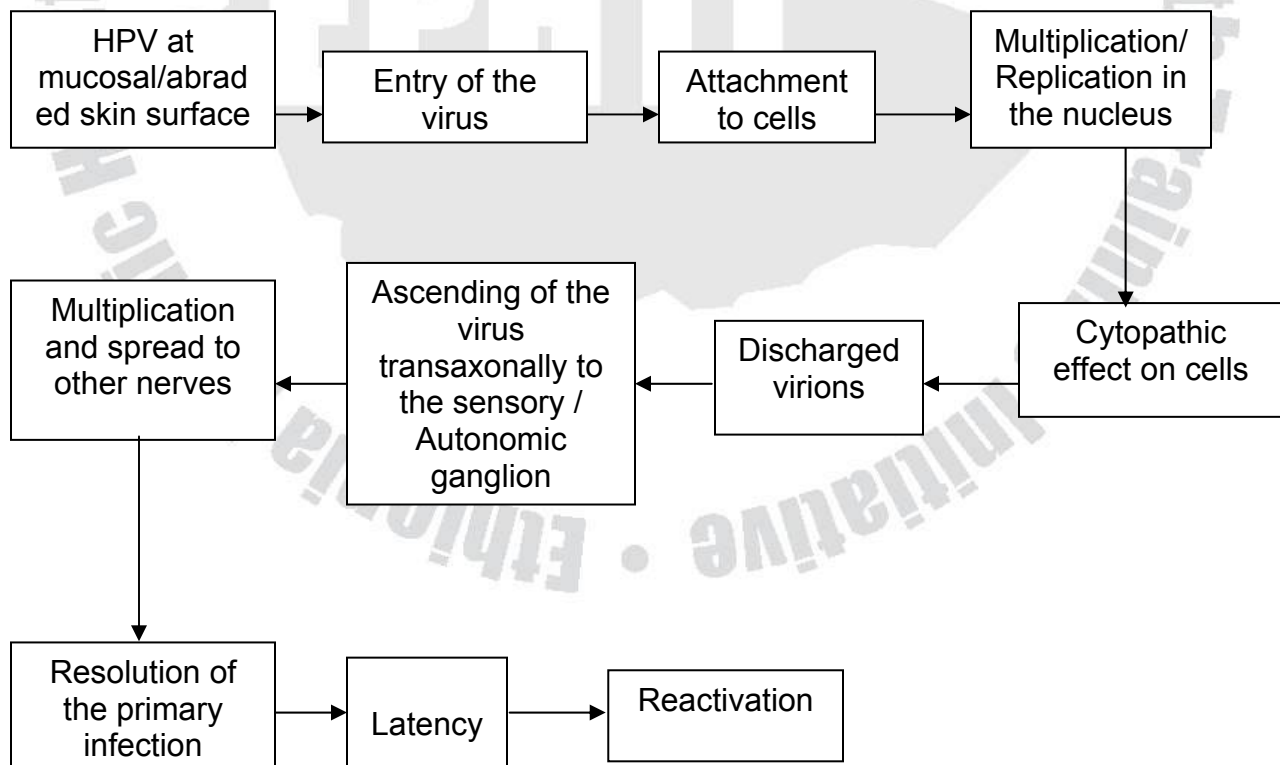 HPV at
mucosal/abrad
ed skin surface
Entry of the
virus
Attachment
to cells
Multiplication/
Replication in
the nucleus
Cytopathic
effect on cells
Discharged
virions
Ascending of the
virus
transaxonally to
the sensory /
Autonomic
ganglion
Multiplication
and spread to
other nerves
Resolution of
the primary
infection
Latency
Reactivation
Ethiopia • Initiative